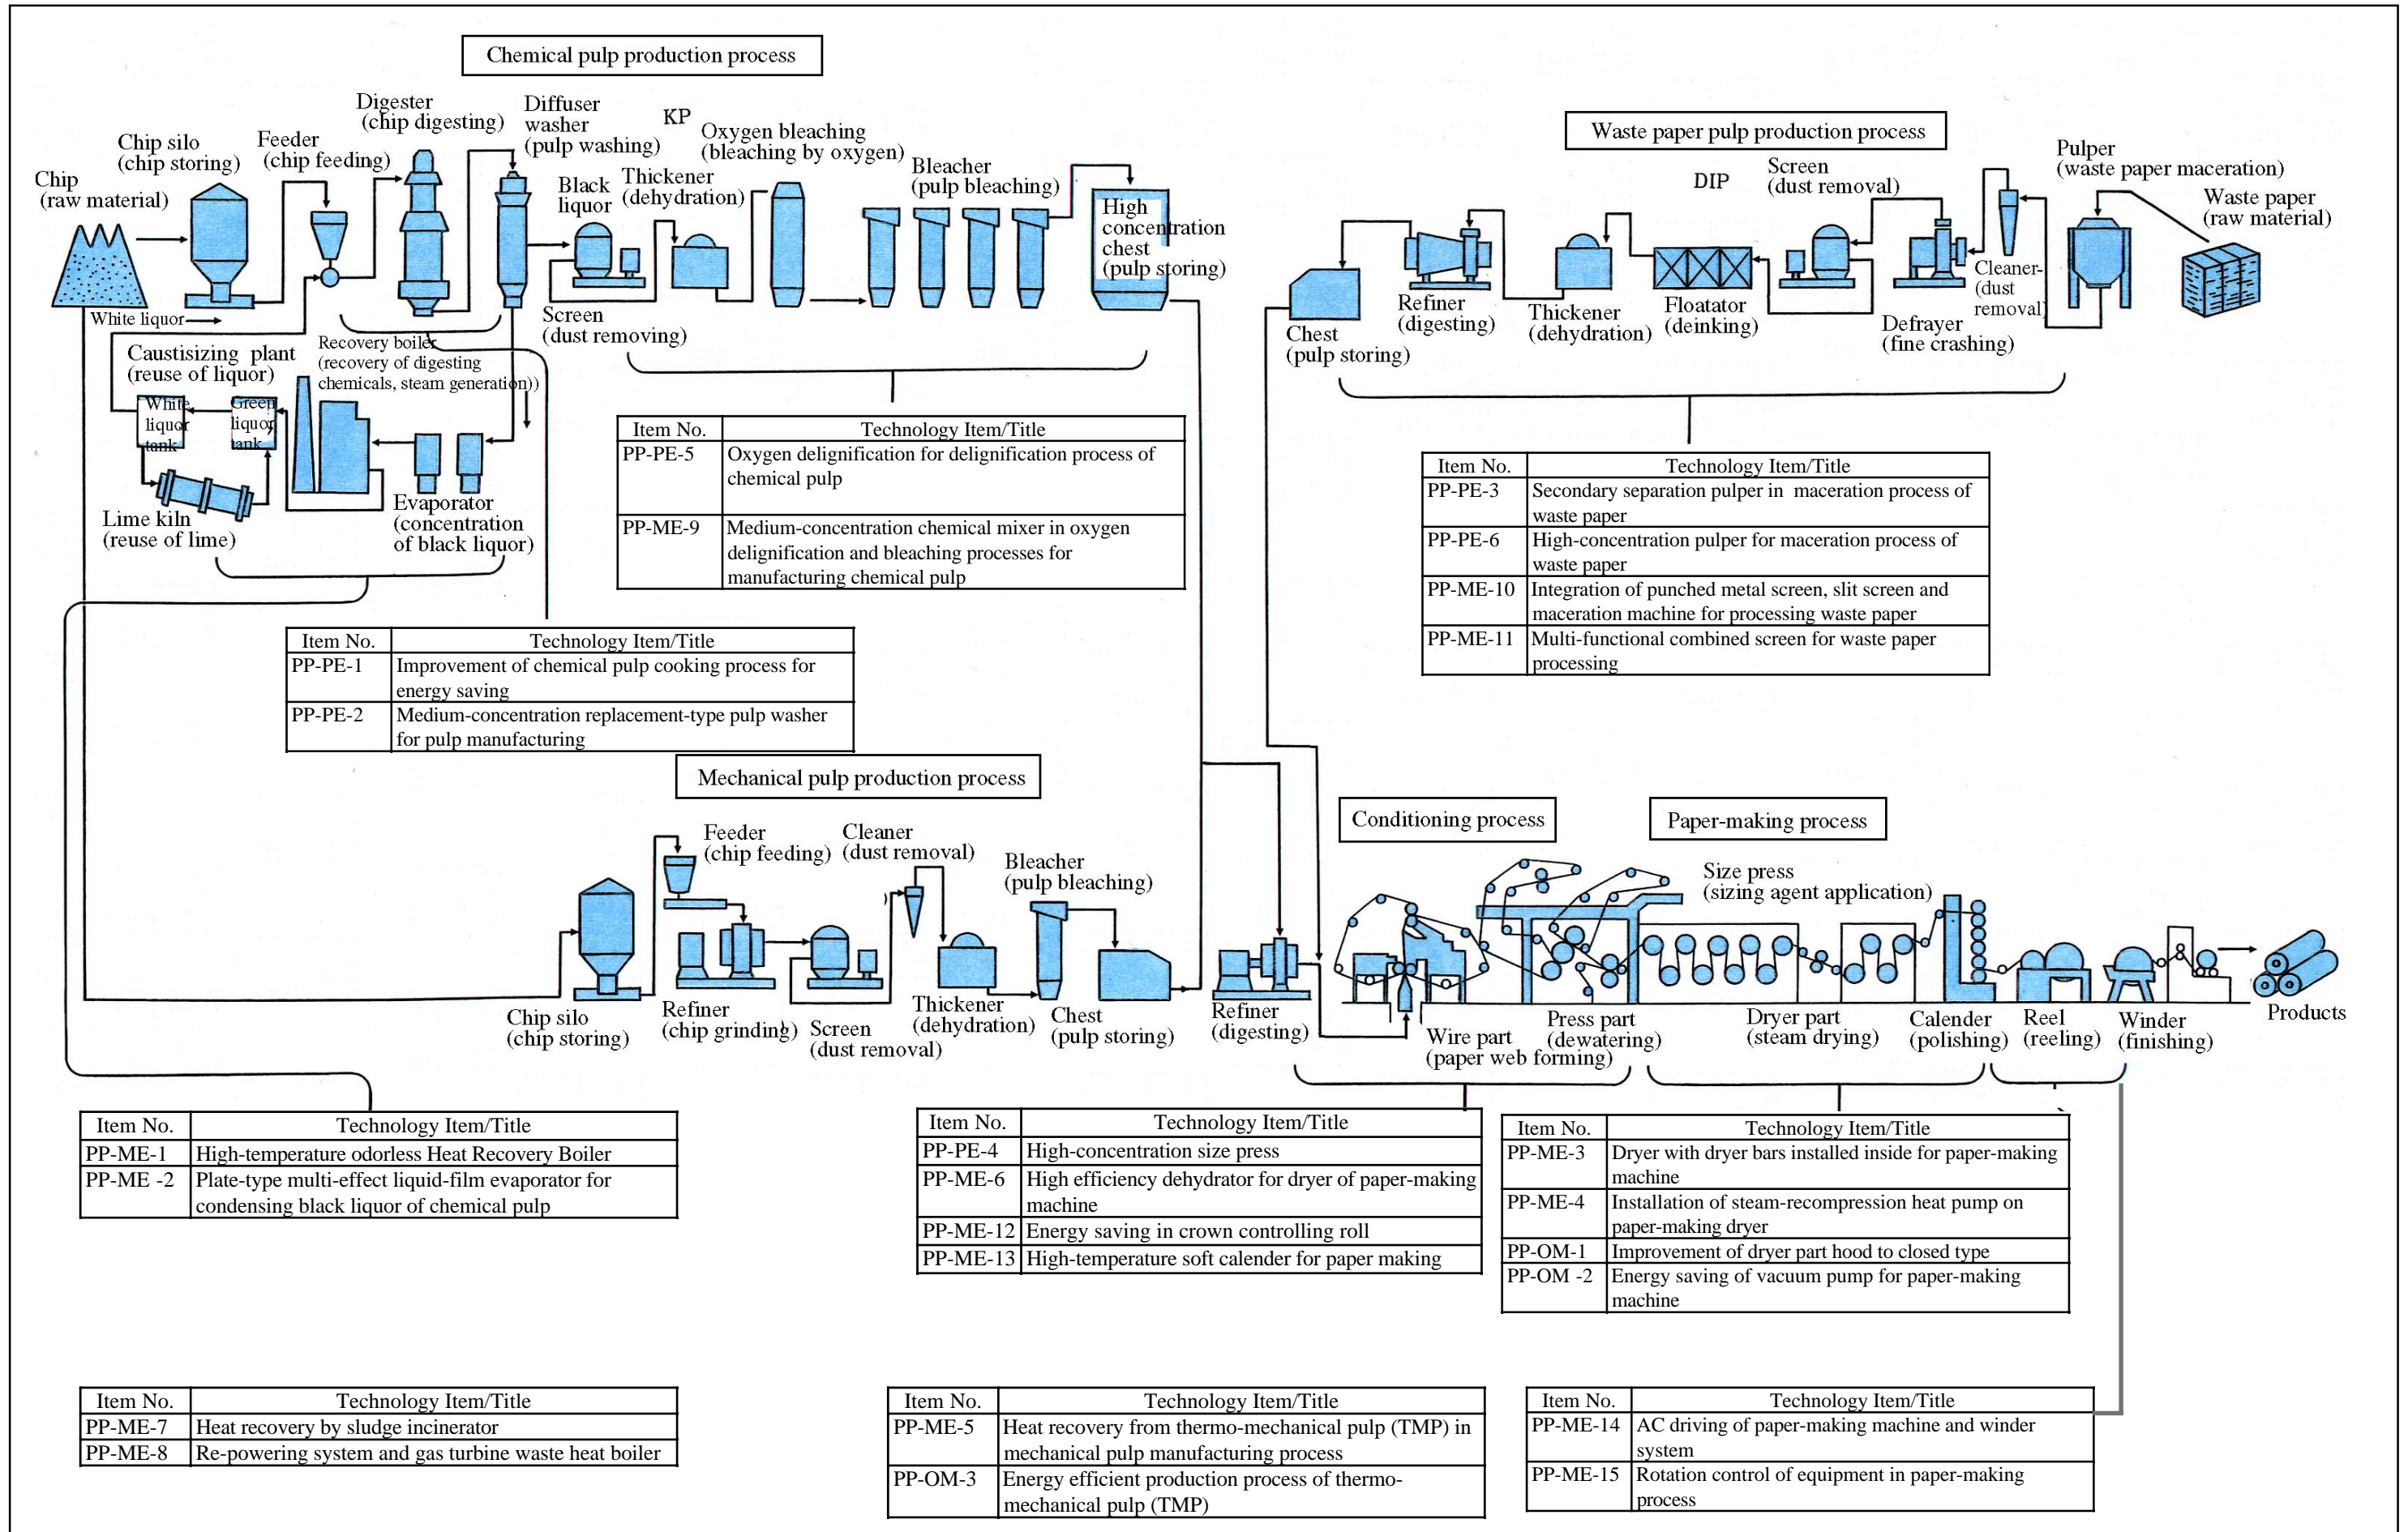 Chemical pulp production process
Chip
(raw material)
Chip silo
(chip storing)
Feeder
(chip feeding)
Digester
(chip digesting)
Diffuser
washer
(pulp washing)
KP
Black
liquor
Thickener
(dehydration)
Oxygen bleaching
(bleaching by oxygen)
Bleacher
(pulp bleaching)
High
concentration
chest
(pulp storing)
Screen
(dust removing)
White liquor
Caustisizing plant
(reuse of liquor)
Recovery boiler
(recovery of digesting
chemicals, steam generation))
White
liquor
tank
Green
liquor
tank
Lime kiln
(reuse of lime)
Evaporator
(concentration
of black liquor)
Item No. Technology Item/Title
PP-PE-5 Oxygen delignification for delignification process of
chemical pulp
PP-ME-9 Medium-concentration chemical mixer in oxygen
delignification and bleaching processes for
manufacturing chemical pulp
Item No. Technology Item/Title
PP-PE-1 Improvement of chemical pulp cooking process for
energy saving
PP-PE-2 Medium-concentration replacement-type pulp washer
for pulp manufacturing
Waste paper pulp production process
DIP
Screen
(dust removal)
Pulper
(waste paper maceration)
Waste paper
(raw material)
Cleaner-
(dust
removal)
Defrayer
(fine crashing)
Floatator
(deinking)
Thickener
(dehydration)
Refiner
(digesting)
Chest
(pulp storing)
Item No. Technology Item/Title
PP-PE-3 Secondary separation pulper in maceration process of
waste paper
PP-PE-6 High-concentration pulper for maceration process of
waste paper
PP-ME-10 Integration of punched metal screen, slit screen and
maceration machine for processing waste paper
PP-ME-11 Multi-functional combined screen for waste paper
processing
Mechanical pulp production process
Chip silo
(chip storing)
Feeder
(chip feeding)
Refiner
(chip grinding)
Screen
(dust removal)
Cleaner
(dust removal)
Thickener
(dehydration)
Bleacher
(pulp bleaching)
Chest
(pulp storing)
Conditioning process
Paper-making process
Refiner
(digesting)
Wire part
(paper web forming)
Press part
(dewatering)
Size press
(sizing agent application)
Dryer part
(steam drying)
Calender
(polishing)
Reel
(reeling)
Winder
(finishing)
Products
Item No. Technology Item/Title
PP-ME-1 High-temperature odorless Heat Recovery Boiler
PP-ME -2 Plate-type multi-effect liquid-film evaporator for
condensing black liquor of chemical pulp
Item No. Technology Item/Title
PP-PE-4 High-concentration size press
PP-ME-6 High efficiency dehydrator for dryer of paper-making
machine
PP-ME-12 Energy saving in crown controlling roll
PP-ME-13 High-temperature soft calender for paper making
Item No. Technology Item/Title
PP-ME-3 Dryer with dryer bars installed inside for paper-making
machine
PP-ME-4 Installation of steam-recompression heat pump on
paper-making dryer
PP-OM-1 Improvement of dryer part hood to closed type
PP-OM -2 Energy saving of vacuum pump for paper-making
machine
Item No. Technology Item/Title
PP-ME-7 Heat recovery by sludge incinerator
PP-ME-8 Re-powering system and gas turbine waste heat boiler
Item No. Technology Item/Title
PP-ME-5 Heat recovery from thermo-mechanical pulp (TMP) in
mechanical pulp manufacturing process
PP-OM-3 Energy efficient production process of thermo-
mechanical pulp (TMP)
Item No. Technology Item/Title
PP-ME-14 AC driving of paper-making machine and winder
system
PP-ME-15 Rotation control of equipment in paper-making
process